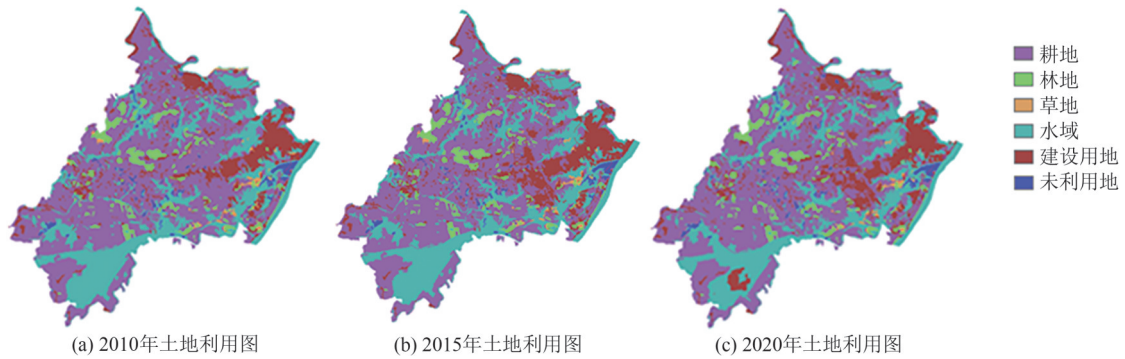 耕地
林地
草地
水域
建设用地
未利用地
(a) 2010年土地利用图
(b) 2015年土地利用图
(c) 2020年土地利用图